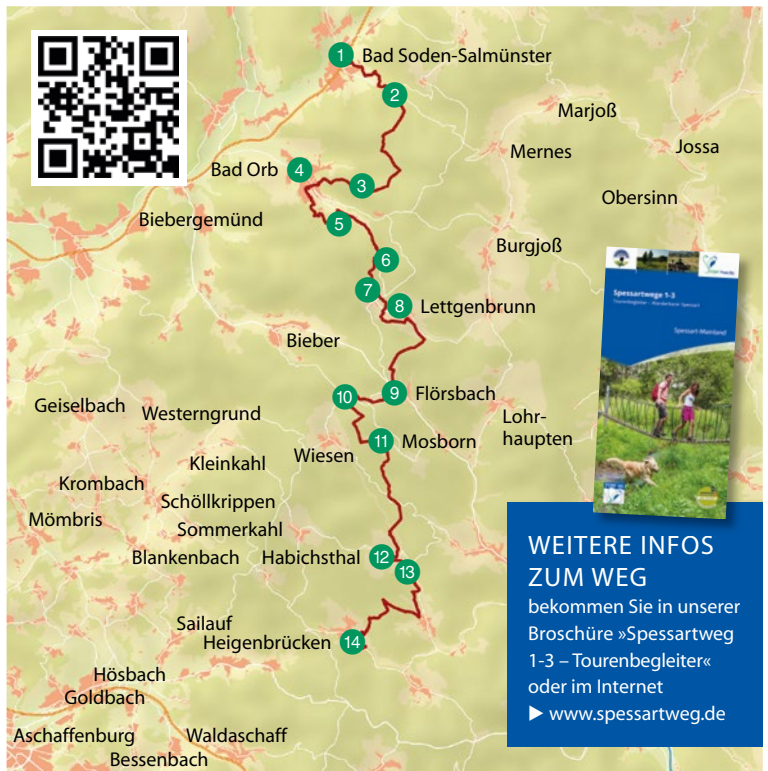 1 Bad Soden-Salmünster
2
Marjoß
Mernes
Jossa
4 Bad Orb
3
Obersinn
Biebergemünd
5
Burgjoß
6
7
8 Lettgenbrunn
Spessartwege 1-3
Spessart-Mainland
Bieber
9 Flörsbach
10
Geiselbach
Westerngrund
Lohr-
haupten
11 Mosborn
Wiesen
Kleinkahl
Krombach
Schöllkrippen
Mömbris
Sommerkahl
Blankenbach
Habichsthal 12
13
Sailauf
Heigenbrücken 14
Hösbach
Goldbach
Aschaffenburg
Waldaschaff
Bessenbach
WEITERE INFOS
ZUM WEG
bekommen Sie in unserer
Broschüre »Spessartweg
1-3 – Tourenbegleiter«
oder im Internet
▶ www.spessartweg.de